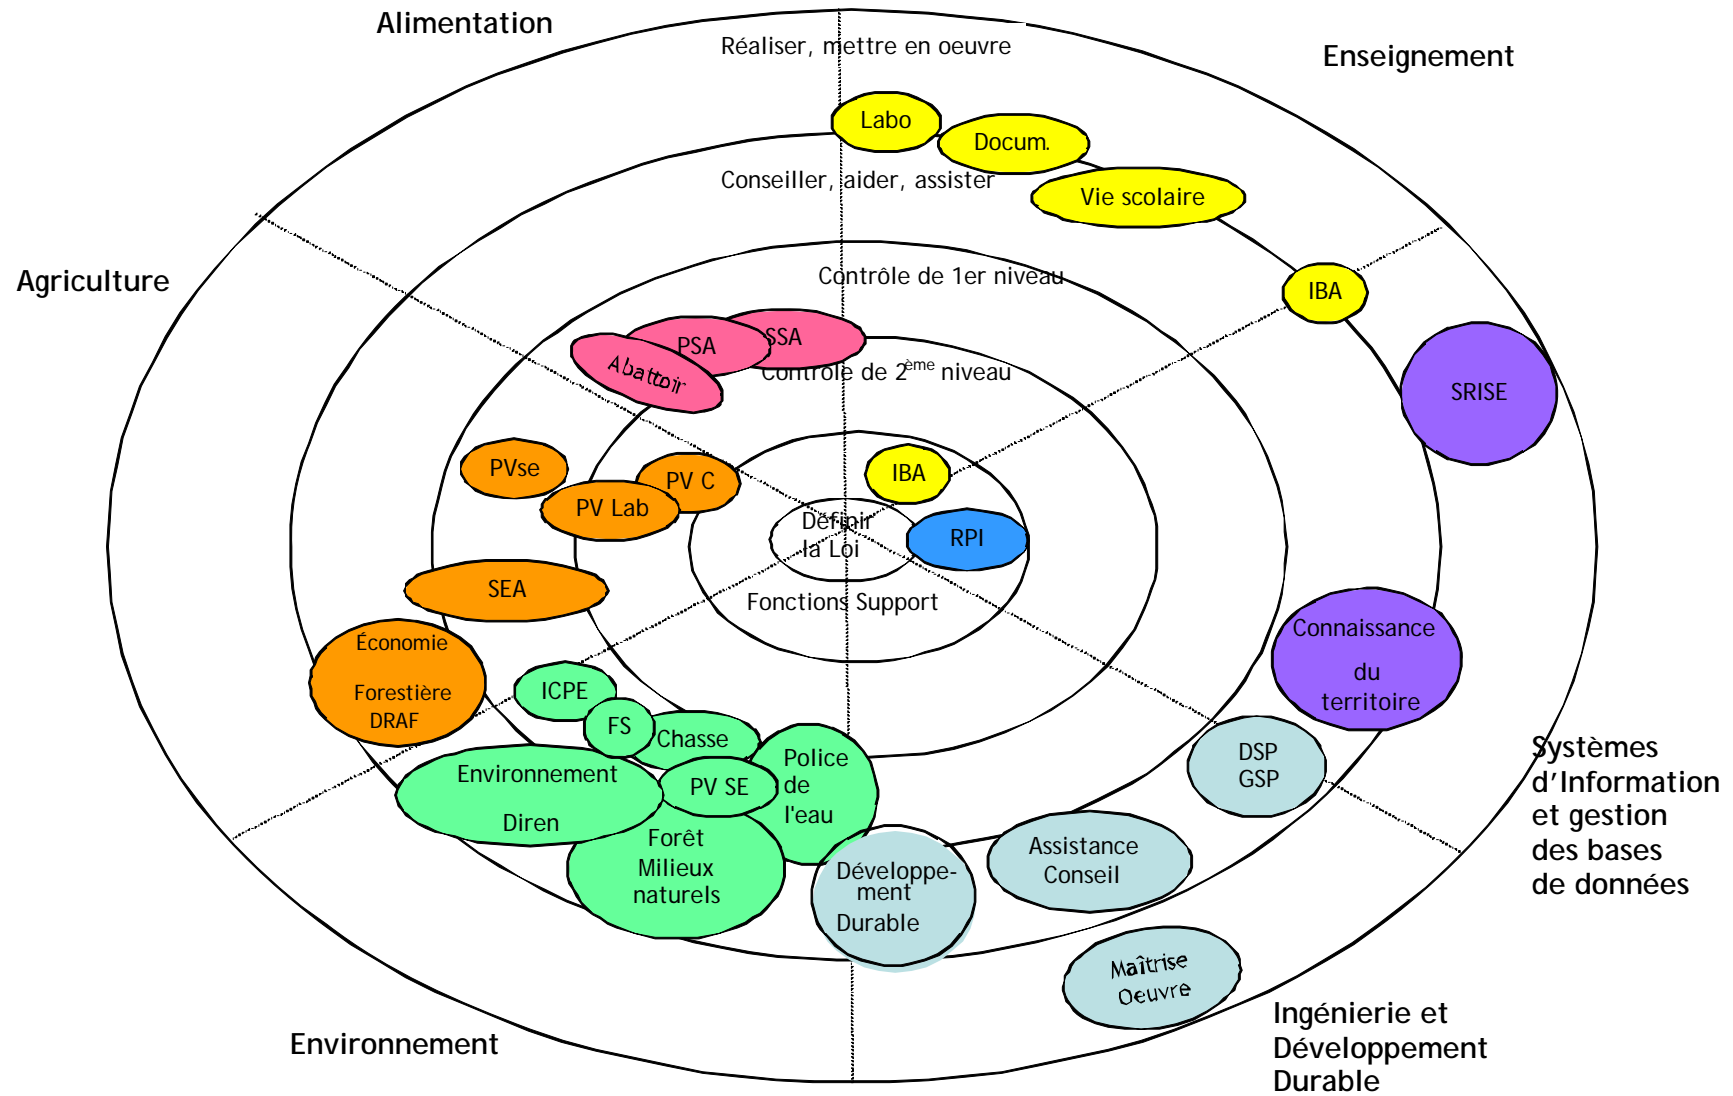 Alimentation
Réaliser, mettre en oeuvre
Enseignement
Labo
Docum.
Conseiller, aider, assister
Vie scolaire
Agriculture
Contrôle de 1er niveau
IBA
PSA
SSA
Abattoir
Contrôle de 2ème niveau
SRISE
PVse
PV C
IBA
PV Lab
Définir
la Loi
RPI
SEA
Fonctions Support
Économie
Forestière
DRAF
Connaissance
du
territoire
ICPE
FS
Chasse
Police
de
l'eau
PV SE
Environnement
Diren
DSP
GSP
Systèmes
d’Information
et gestion
des bases
de données
Forêt
Milieux
naturels
Développe-
ment
Durable
Assistance
Conseil
Maîtrise
Oeuvre
Environnement
Ingénierie et
Développement
Durable